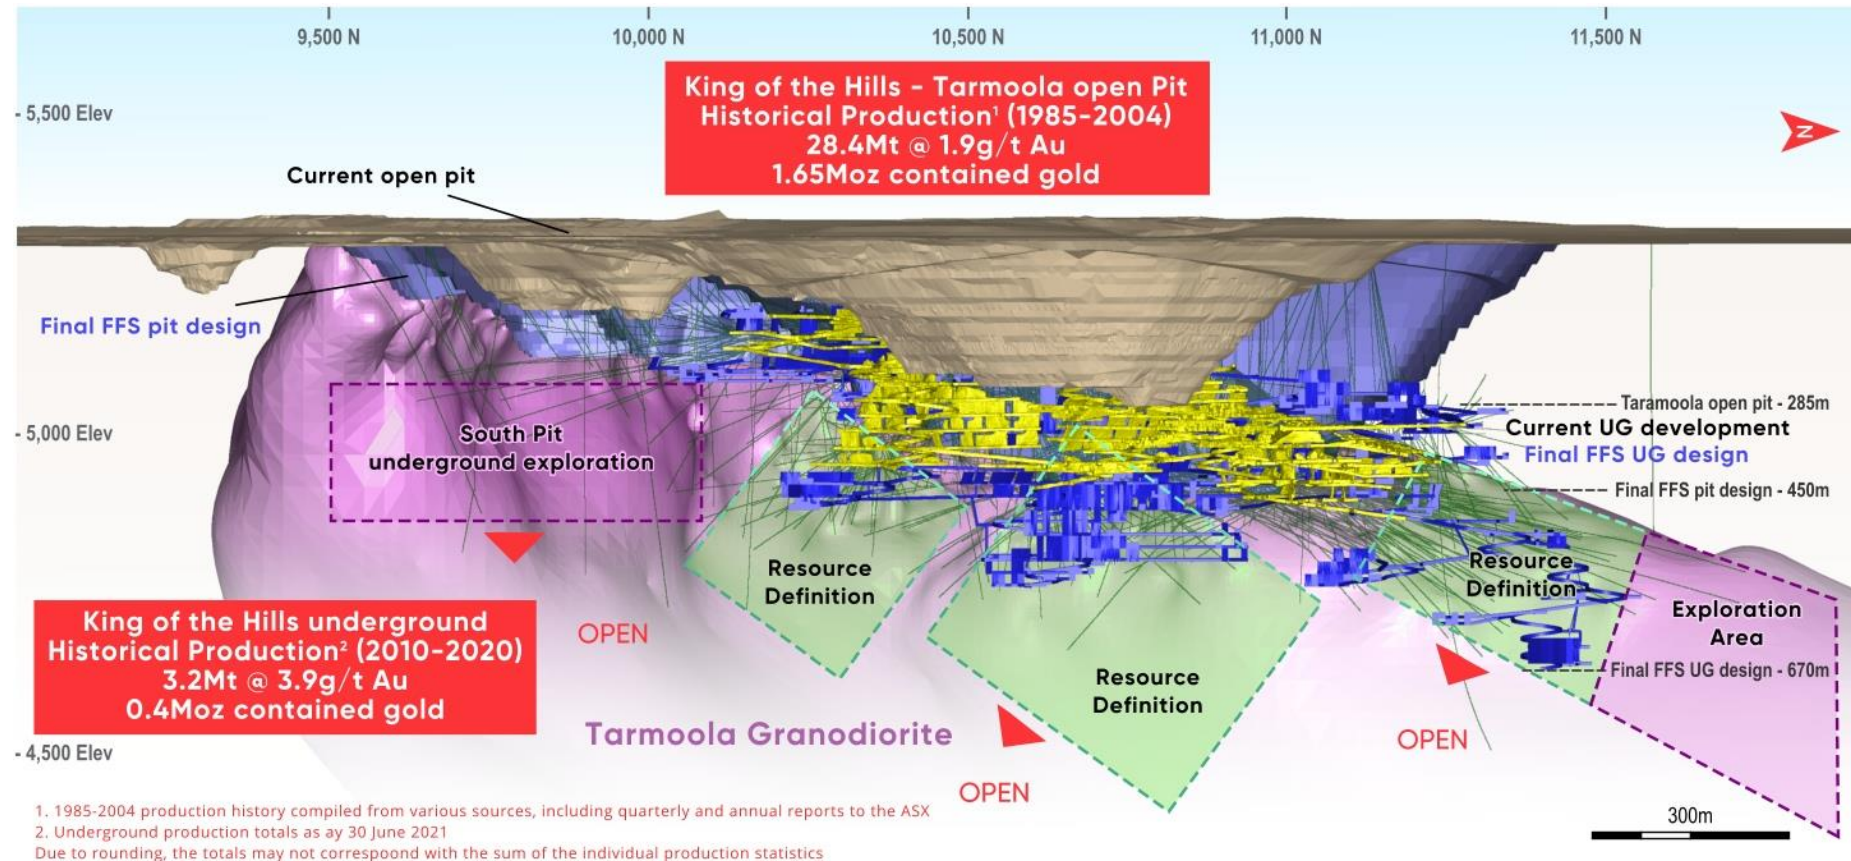 9,500 N
10,000 N
10,500 N
11,000 N
11,500 N
- 5,500 Elev
King of the Hills - Tarmoola open Pit
Historical Production¹ (1985-2004)
28.4Mt @ 1.9g/t Au
1.65Moz contained gold
N
Current open pit
Final FFS pit design
Taramoola open pit - 285m
Current UG development
Final FFS UG design
- 5,000 Elev
South Pit
underground exploration
Final FFS pit design - 450m
Resource
Definition
Resource
Definition
Exploration
Area
King of the Hills underground
Historical Production² (2010-2020)
3.2Mt @ 3.9g/t Au
0.4Moz contained gold
OPEN
Final FFS UG design - 670m
Resource
Definition
Tarmoola Granodiorite
OPEN
- 4,500 Elev
OPEN
1. 1985-2004 production history compiled from various sources, including quarterly and annual reports to the ASX
2. Underground production totals as ay 30 June 2021
Due to rounding, the totals may not correspoond with the sum of the individual production statistics
300m